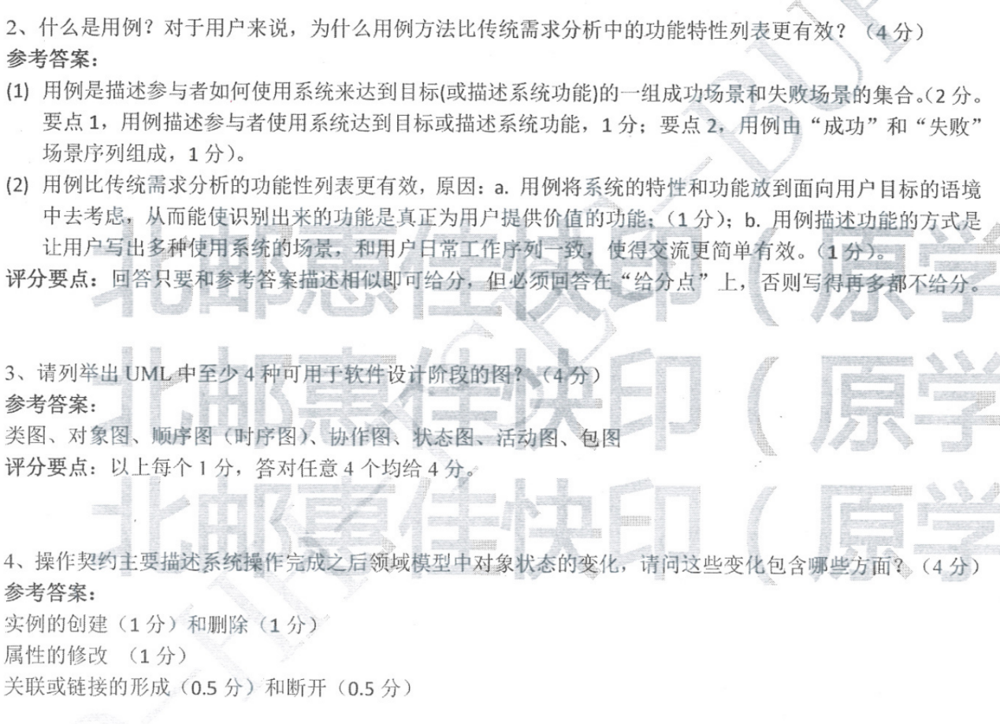 2、什么是用例？对于用户来说，为什么用例方法比传统需求分析中的功能特性列表更有效？（4 分）
参考答案：
(1) 用例是描述参与者如何使用系统来达到目标(或描述系统功能)的一组成功场景和失败场景的集合。（2 分。
要点 1，用例描述参与者使用系统达到目标或描述系统功能，1 分；要点 2，用例由“成功”和“失败”
场景序列组成，1 分）。
(2) 用例比传统需求分析的功能性列表更有效，原因：a. 用例将系统的特性和功能放到面向用户目标的语境
中去考虑，从而能使识别出来的功能是真正为用户提供价值的功能；（1 分）；b. 用例描述功能的方式是
让用户写出多种使用系统的场景，和用户日常工作序列一致，使得交流更简单有效。（1 分）。
评分要点：回答只要和参考答案描述相似即可给分，但必须回答在“给分点”上，否则写得再多都不给分。
北邮惠佳快印（原学
3、请列举出 UML 中至少 4 种可用于软件设计阶段的图？（4 分）
参考答案：
类图、对象图、顺序图（时序图）、协作图、状态图、活动图、包图
评分要点：以上每个 1 分，答对任意 4 个均给 4 分。
北邮惠佳快印（原学
北邮惠佳快印（原学
4、操作契约主要描述系统操作完成之后领域模型中对象状态的变化，请问这些变化包含哪些方面？（4 分）
参考答案：
实例的创建（1 分）和删除（1 分）
属性的修改 （1 分）
关联或链接的形成（0.5 分）和断开（0.5 分）